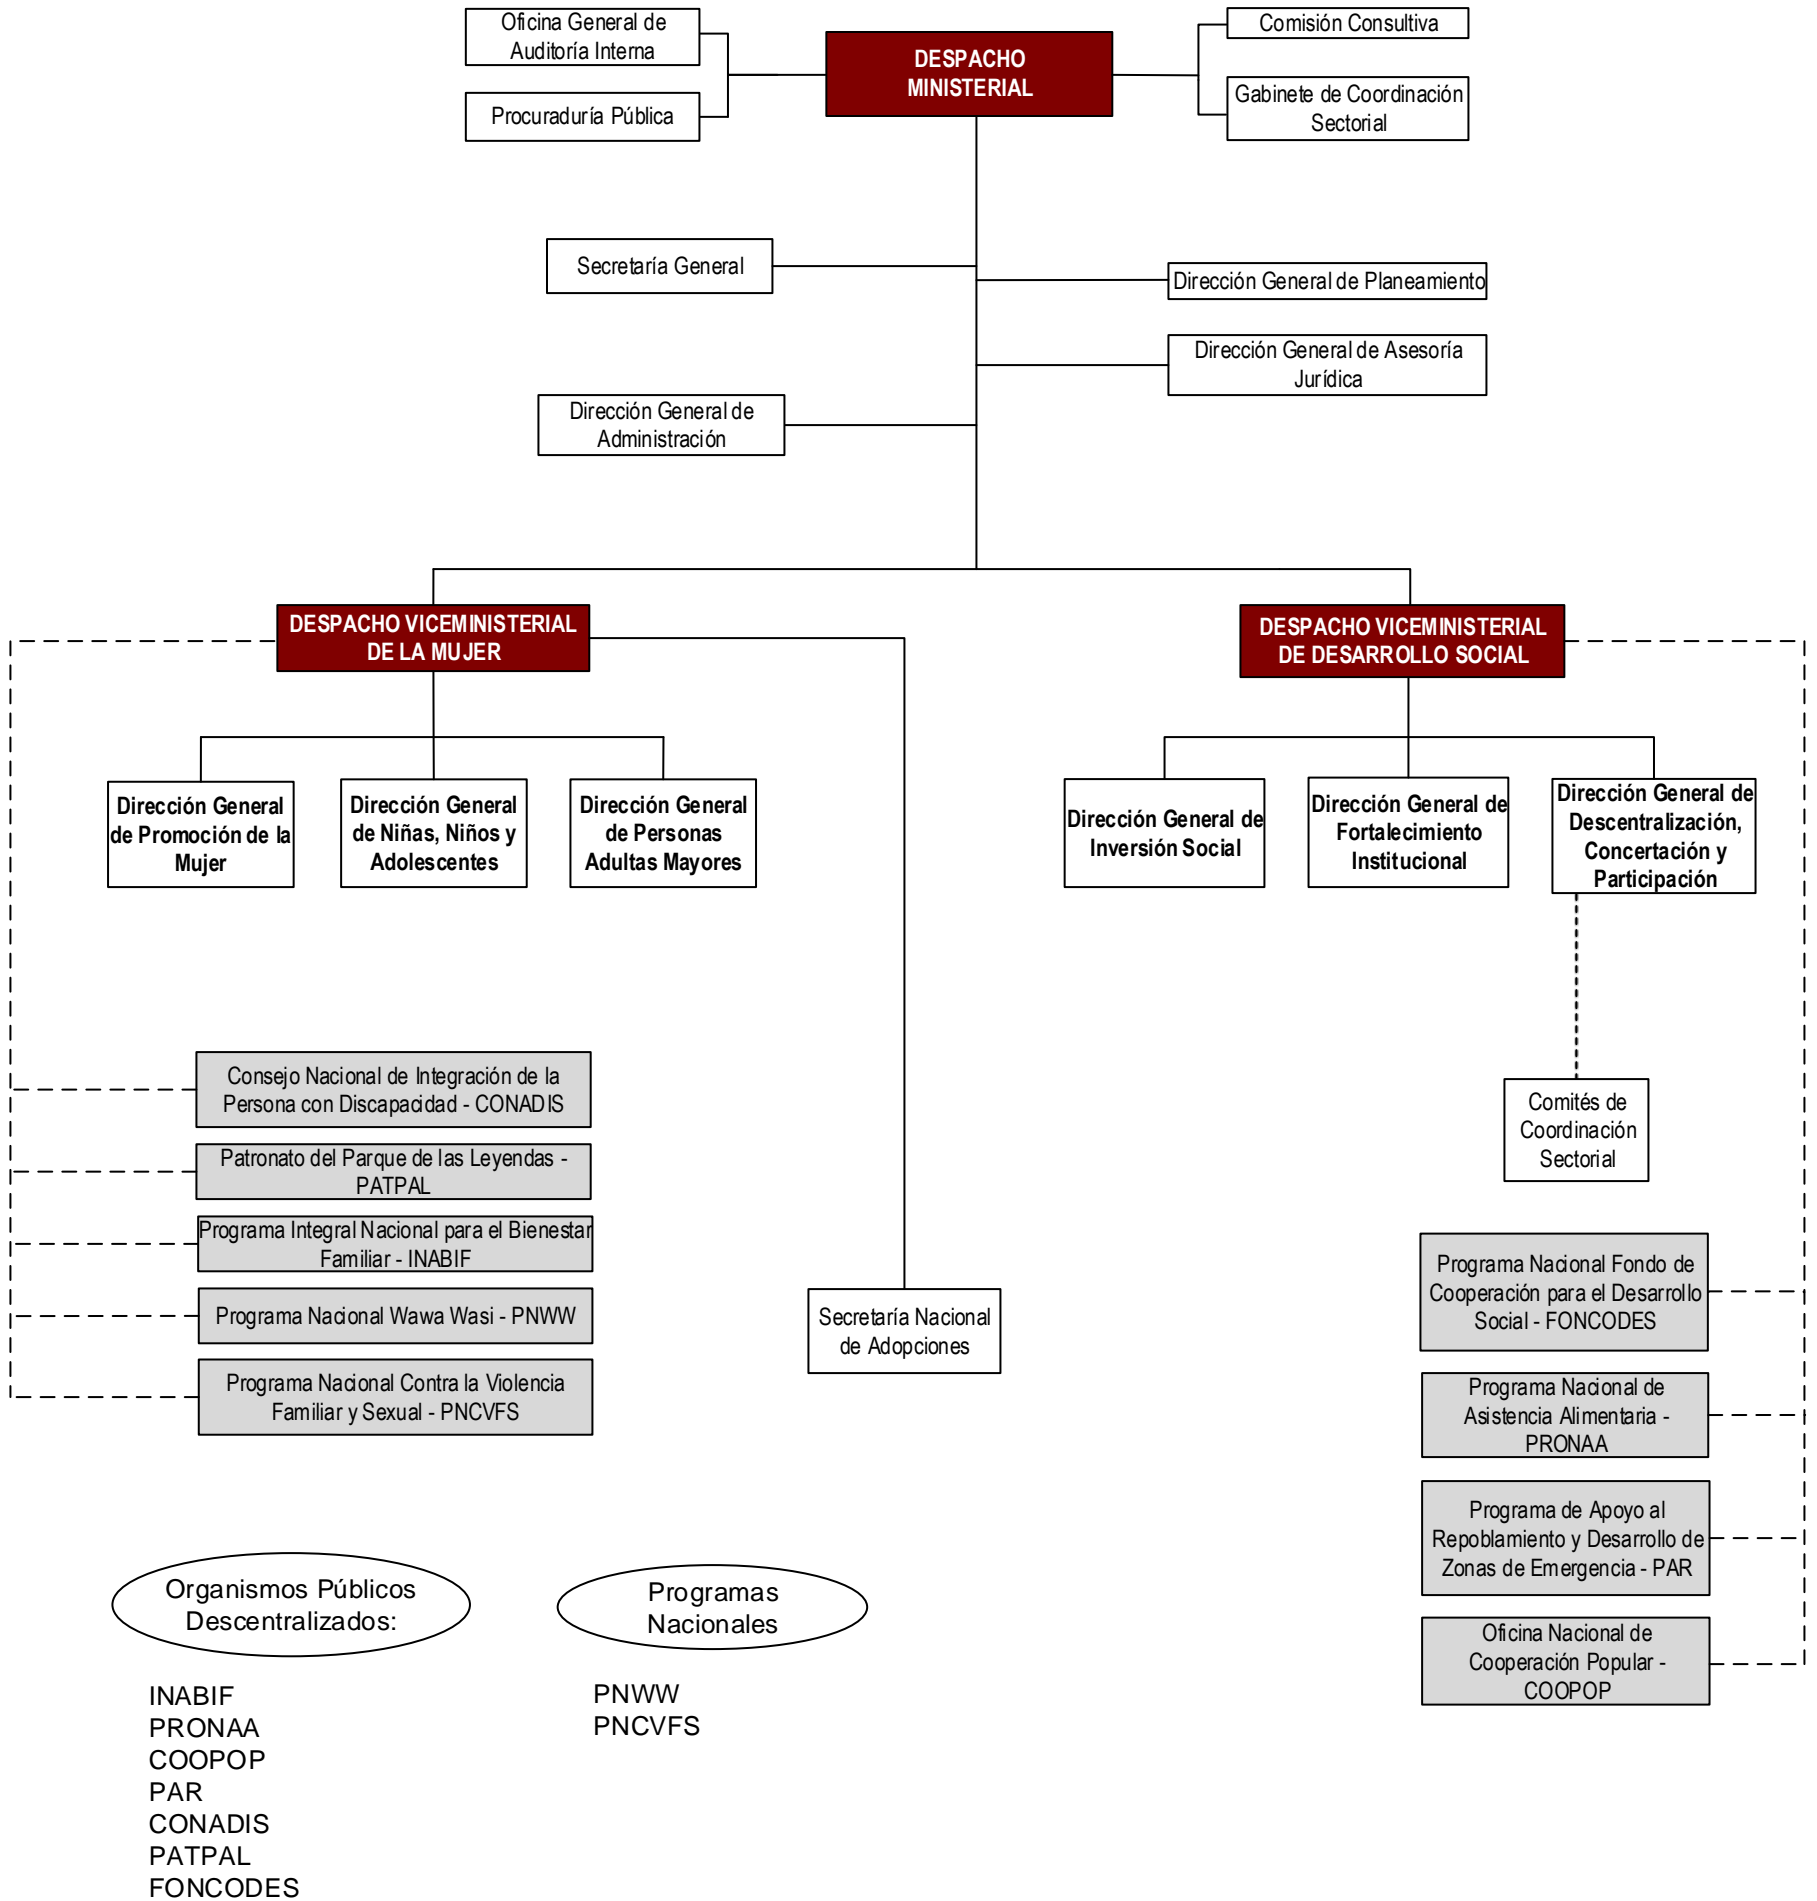 Oficina General de
Auditoría Interna
Procuraduría Pública
DESPACHO
MINISTERIAL
Comisión Consultiva
Gabinete de Coordinación
Sectorial
Secretaría General
Dirección General de Planeamiento
Dirección General de Asesoría
Jurídica
Dirección General de
Administración
DESPACHO VICEMINISTERIAL
DE LA MUJER
DESPACHO VICEMINISTERIAL
DE DESARROLLO SOCIAL
Dirección General
de Promoción de la
Mujer
Dirección General
de Niñas, Niños y
Adolescentes
Dirección General
de Personas
Adultas Mayores
Dirección General de
Inversión Social
Dirección General de
Fortalecimiento
Institucional
Dirección General de
Descentralización,
Concertación y
Participación
Consejo Nacional de Integración de la
Persona con Discapacidad - CONADIS
Patronato del Parque de las Leyendas -
PATPAL
Programa Integral Nacional para el Bienestar
Familiar - INABIF
Programa Nacional Wawa Wasi - PNWW
Programa Nacional Contra la Violencia
Familiar y Sexual - PNCVFS
Secretaría Nacional
de Adopciones
Comités de
Coordinación
Sectorial
Programa Nacional Fondo de
Cooperación para el Desarrollo
Social - FONCODES
Programa Nacional de
Asistencia Alimentaria -
PRONAA
Programa de Apoyo al
Repoblamiento y Desarrollo de
Zonas de Emergencia - PAR
Oficina Nacional de
Cooperación Popular -
COOPOP
Organismos Públicos
Descentralizados:
INABIF
PRONAA
COOPOP
PAR
CONADIS
PATPAL
FONCODES
Programas
Nacionales
PNWW
PNCVFS